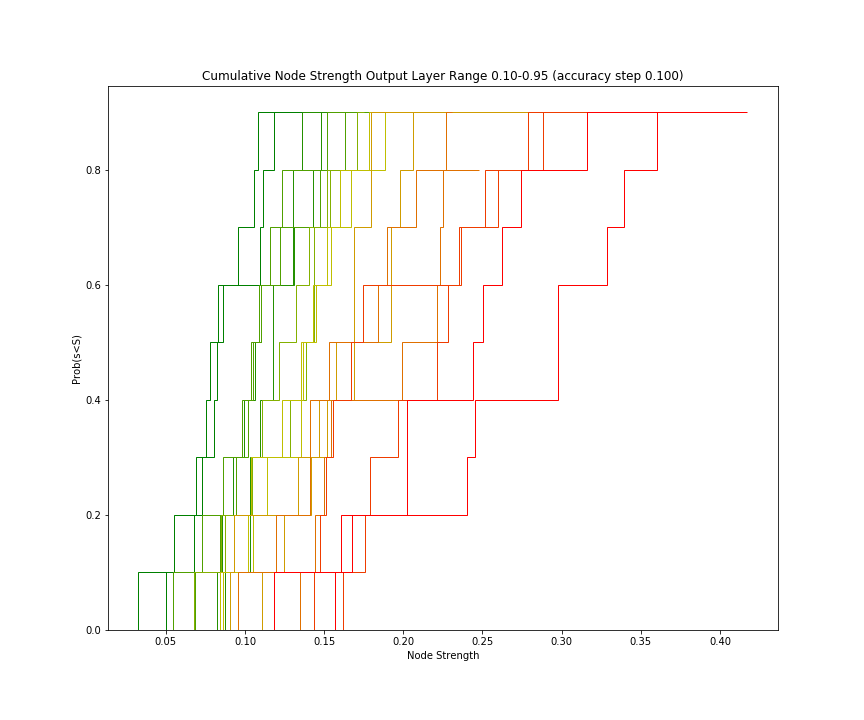 Cumulative Node Strength Output Layer Range 0.10-0.95 (accuracy step 0.100)
Prob(s<S)
0.8
0.6
0.4
0.2
0.0
0.05 0.10 0.15 0.20 0.25 0.30 0.35 0.40
Node Strength